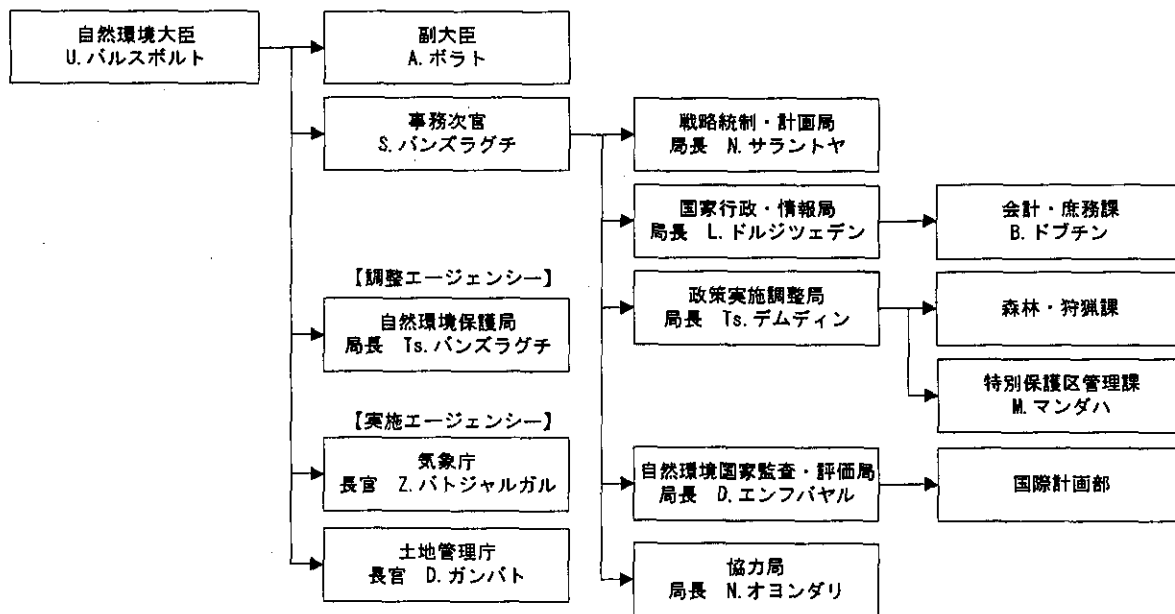 自然環境大臣
U.バルスボルト
副大臣
A.ボラト
事務次官
S.バンズラグチ
戦略統制・計画局
局長 N.サラントヤ
国家行政・情報局
局長 L.ドルジツェデン
会計・庶務課
B.ドブチン
【調整エージェンシー】
自然環境保護局
局長 Ts.バンズラグチ
政策実施調整局
局長 Ts.デムディン
森林・狩猟課
特別保護区管理課
M.マンダハ
【実施エージェンシー】
気象庁
長官 Z.バトジャルガル
自然環境国家監査・評価局
局長 D.エンフバヤル
国際計画部
土地管理庁
長官 D.ガンバト
協力局
局長 N.オヨンダリ